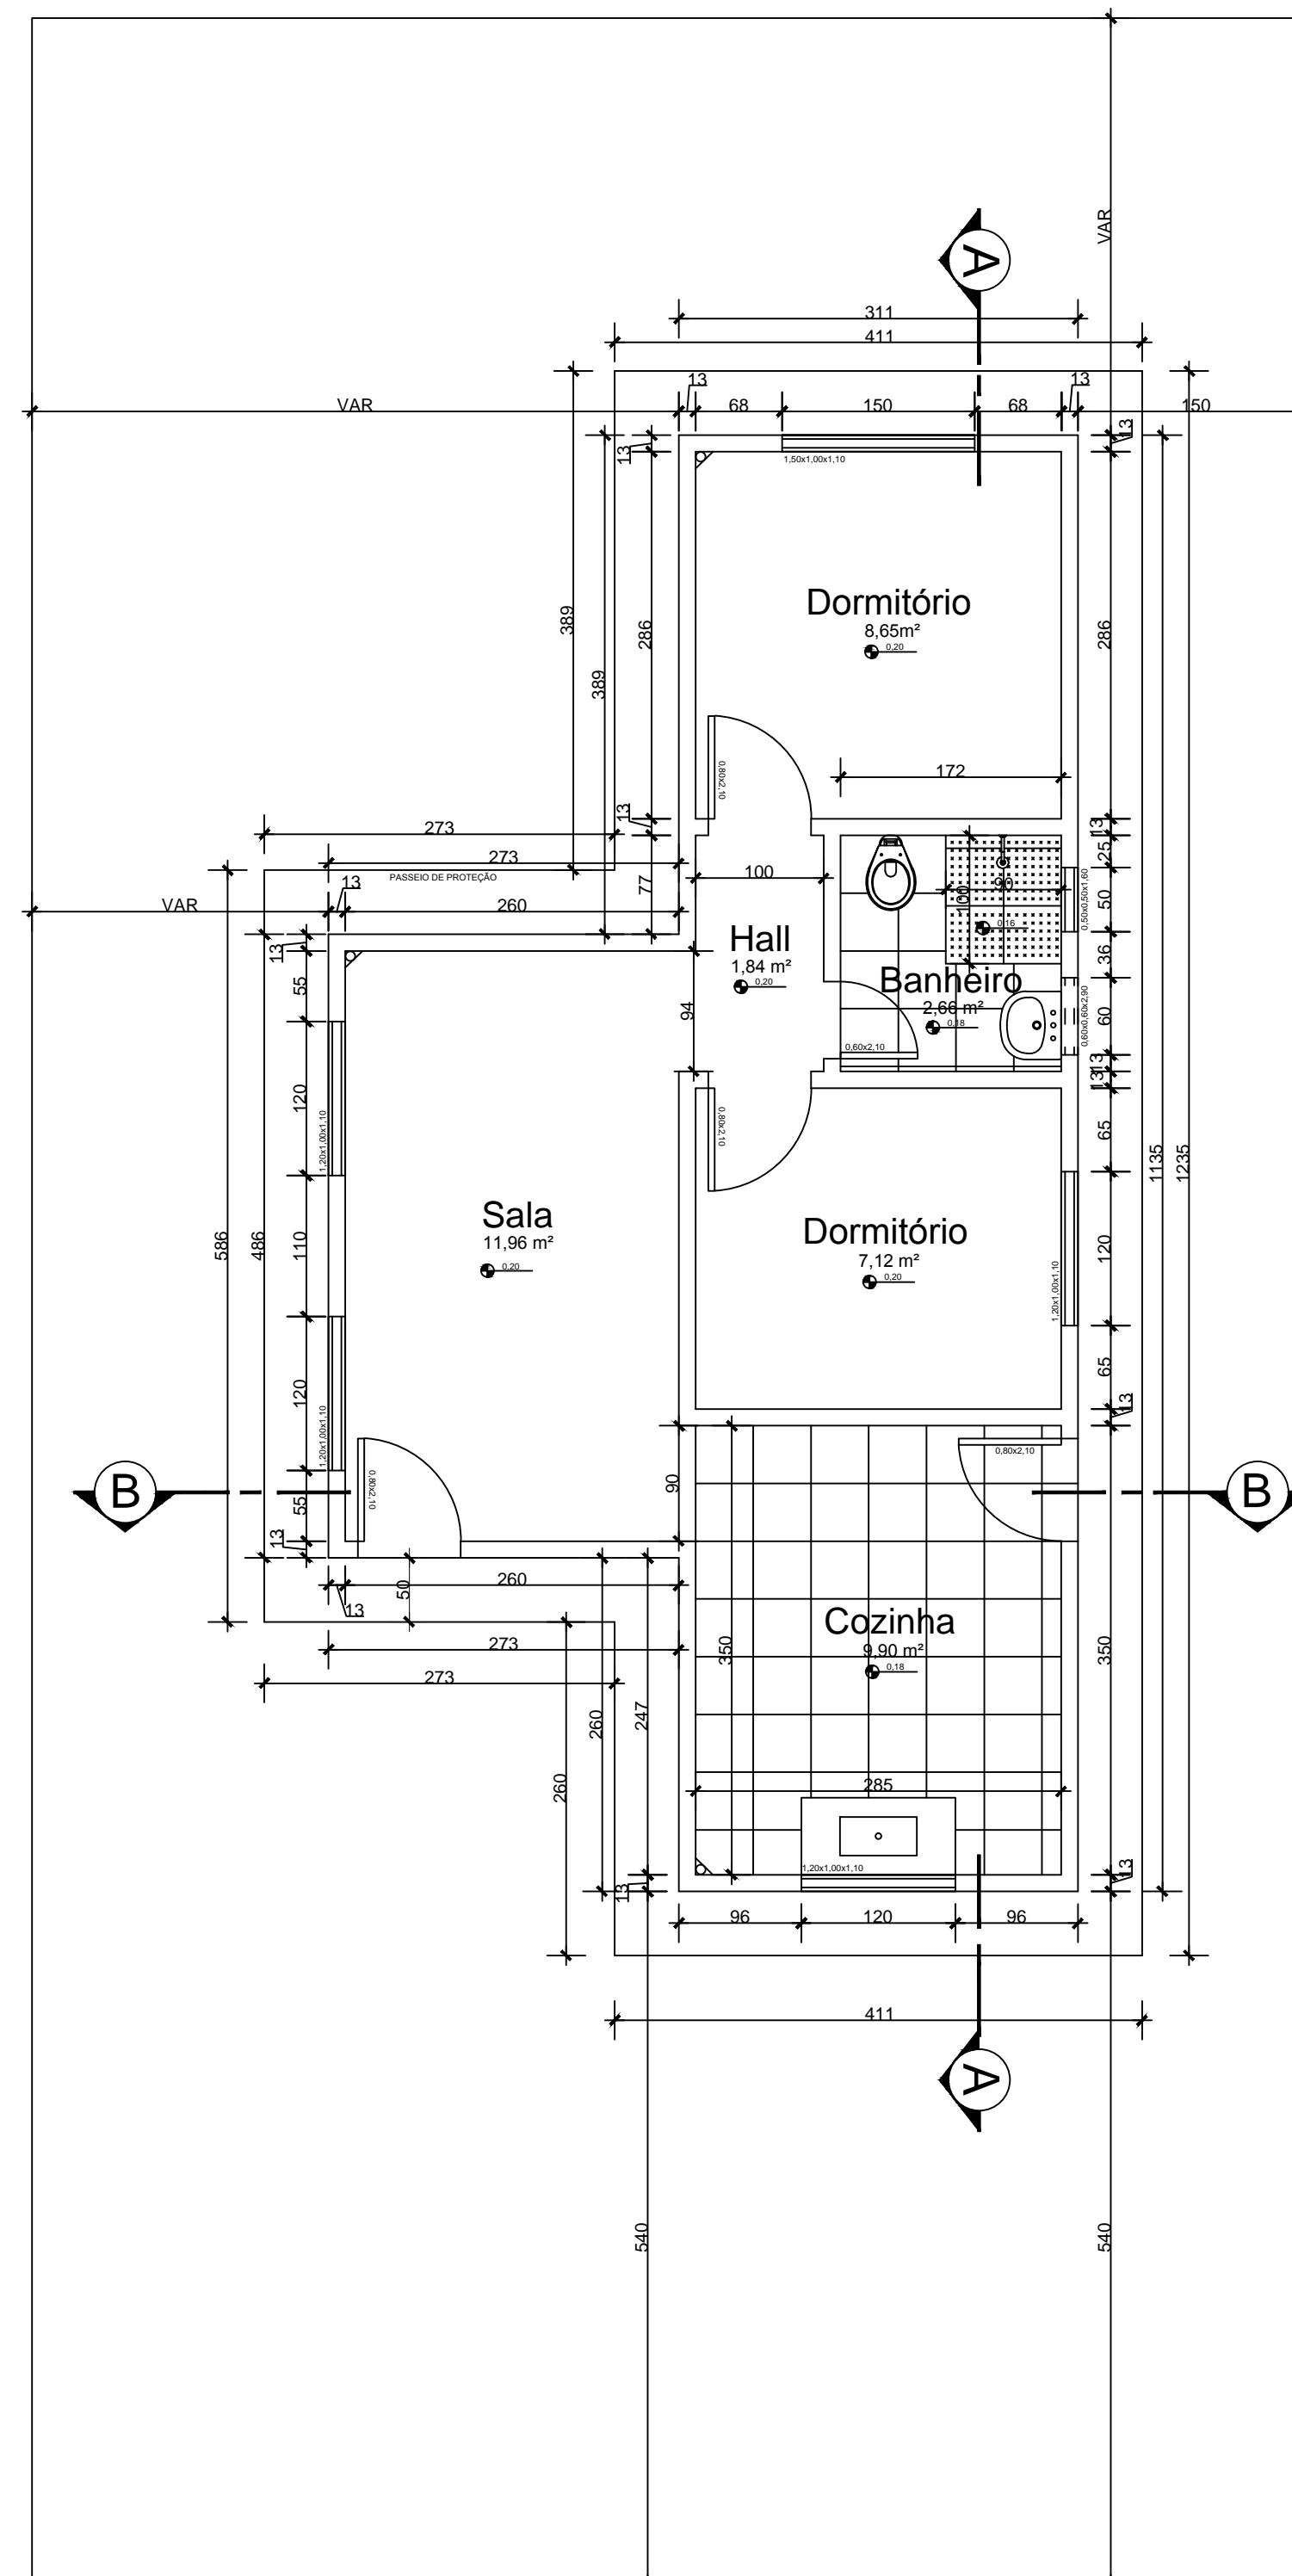 VAR
A
311
411
13
13
VAR
68
150
68
150
13
13
1,50x1,00x1,10
389
286
389
Dormitório
8,65m²
0,20
286
0,80x2,10
172
13
13
273
25
273
77
PASSEIO DE PROTEÇÃO
13
100
90
100
50
0,50x0,50x1,60
VAR
260
0,16
Hall
1,84 m²
0,20
13
55
36
Banheiro
2,66 m²
0,18
94
60
0,60x0,60x2,90
0,60x2,10
13
13
120
1,20x1,00x1,10
0,80x2,10
65
1135
1235
Sala
11,96 m²
0,20
Dormitório
7,12 m²
0,20
586
486
110
120
1,20x1,00x1,10
65
13
120
1,20x1,00x1,10
0,80x2,10
0,80x2,10
B
90
B
55
13
260
50
13
273
273
350
Cozinha
9,90 m²
0,18
350
247
260
260
285
1,20x1,00x1,10
13
13
96
120
96
411
A
540
540